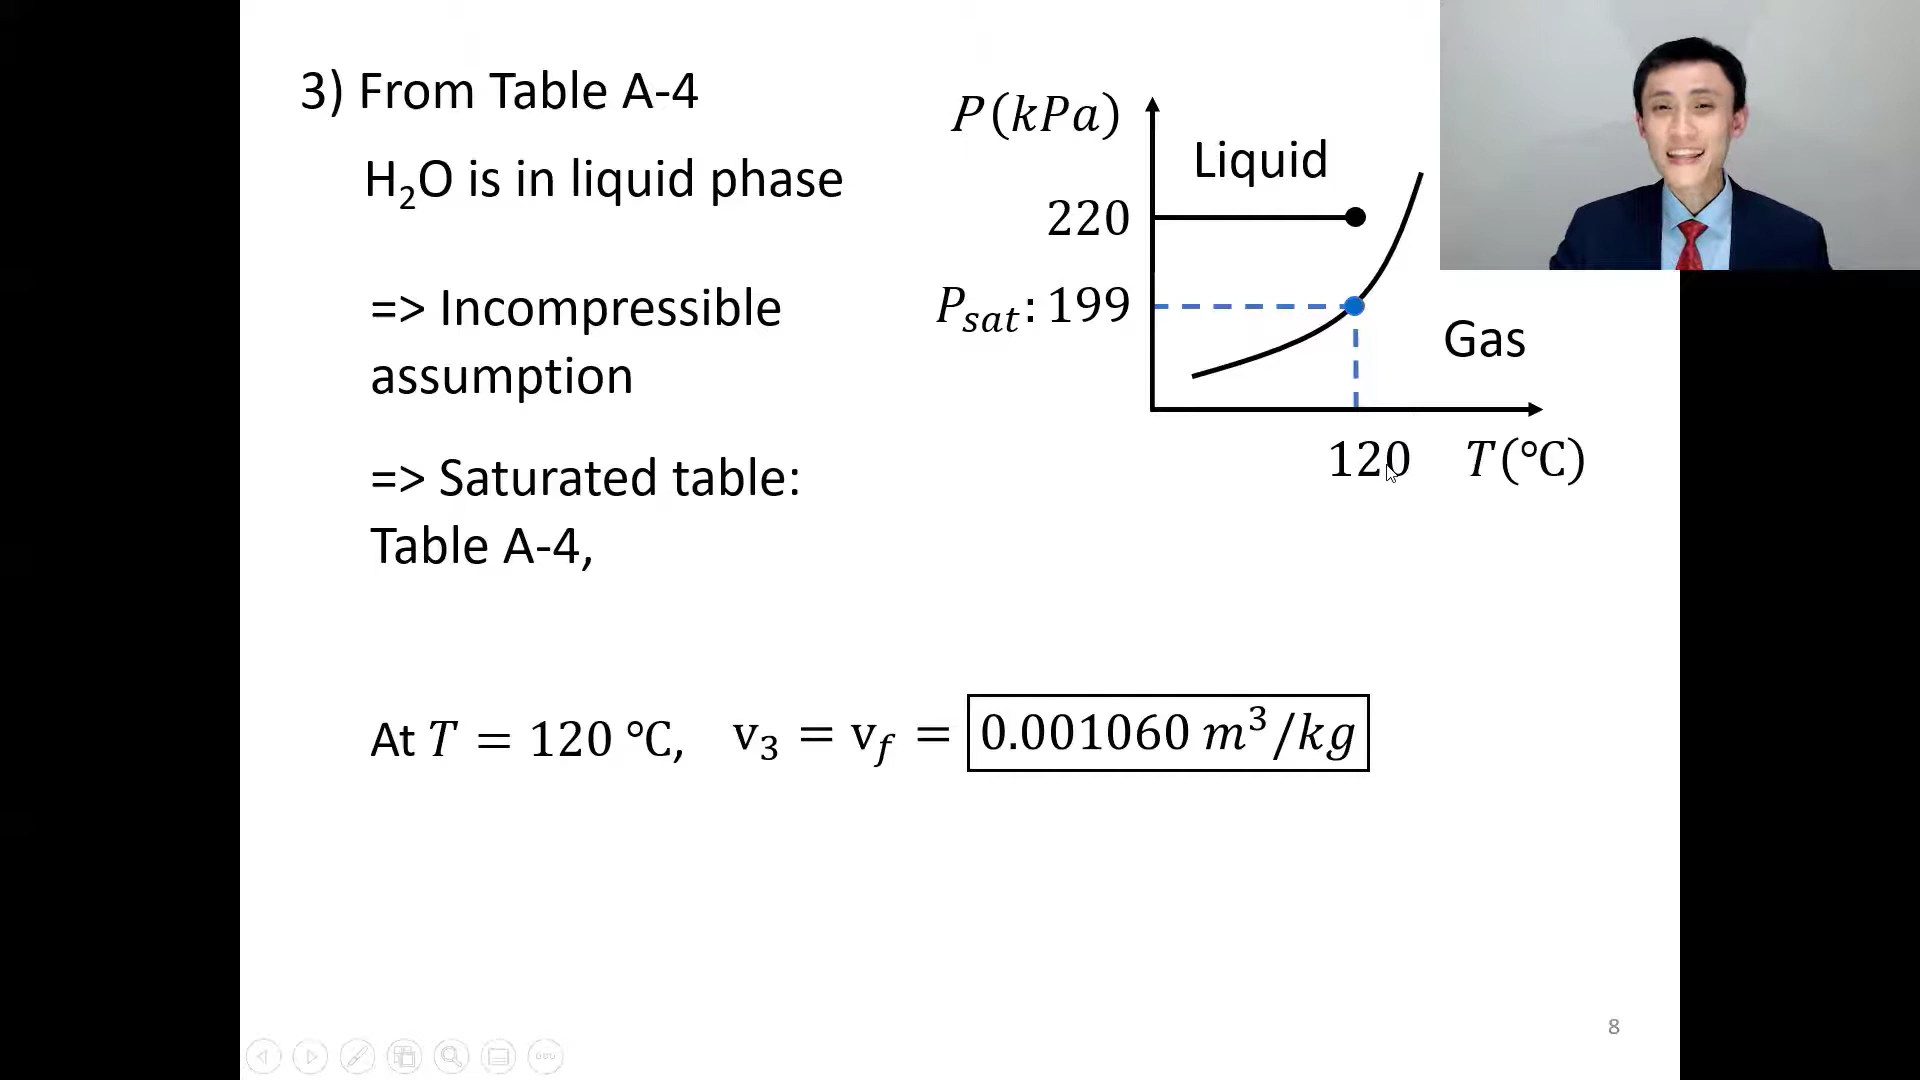 3) From Table A-4
H₂O is in liquid phase
=> Incompressible
assumption
=> Saturated table:
Table A-4,
P(kPa)
Liquid
220
P_sat: 199
Gas
120 T(℃)
At T = 120 ℃, v₃ = v_f = 0.001060 m³/kg
8